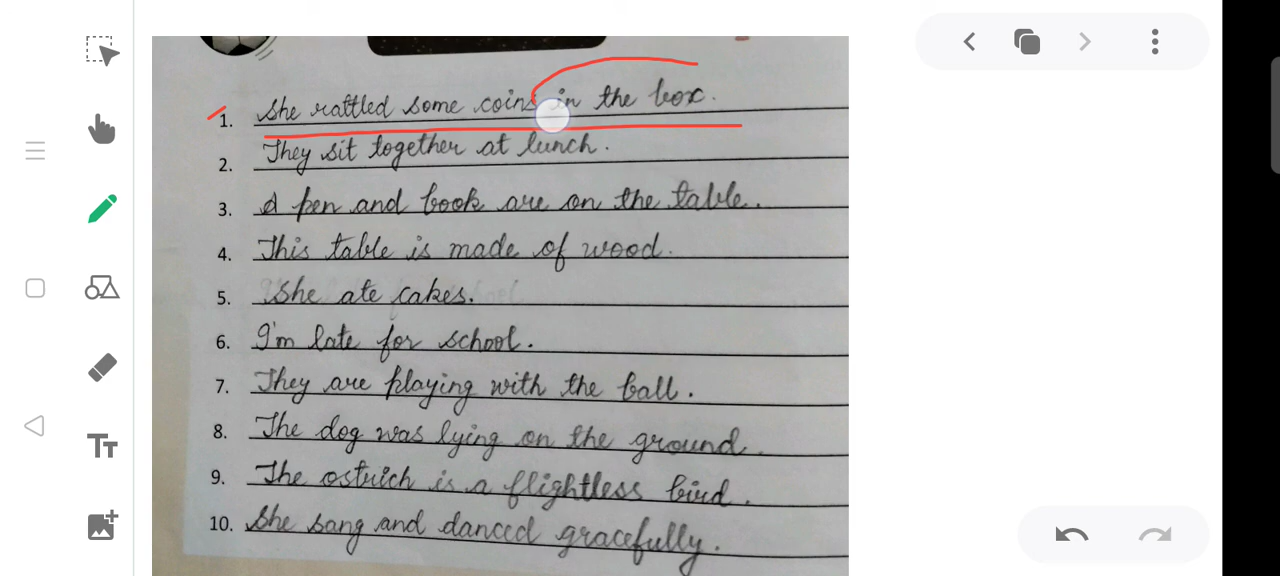 1. She rattled some coins in the box.
2. They sit together at lunch.
3. A pen and book are on the table.
4. This table is made of wood.
5. She ate cakes.
6. I'm late for school.
7. They are playing with the ball.
8. The dog was lying on the ground.
9. The ostrich is a flightless bird.
10. She sang and danced gracefully.
TT